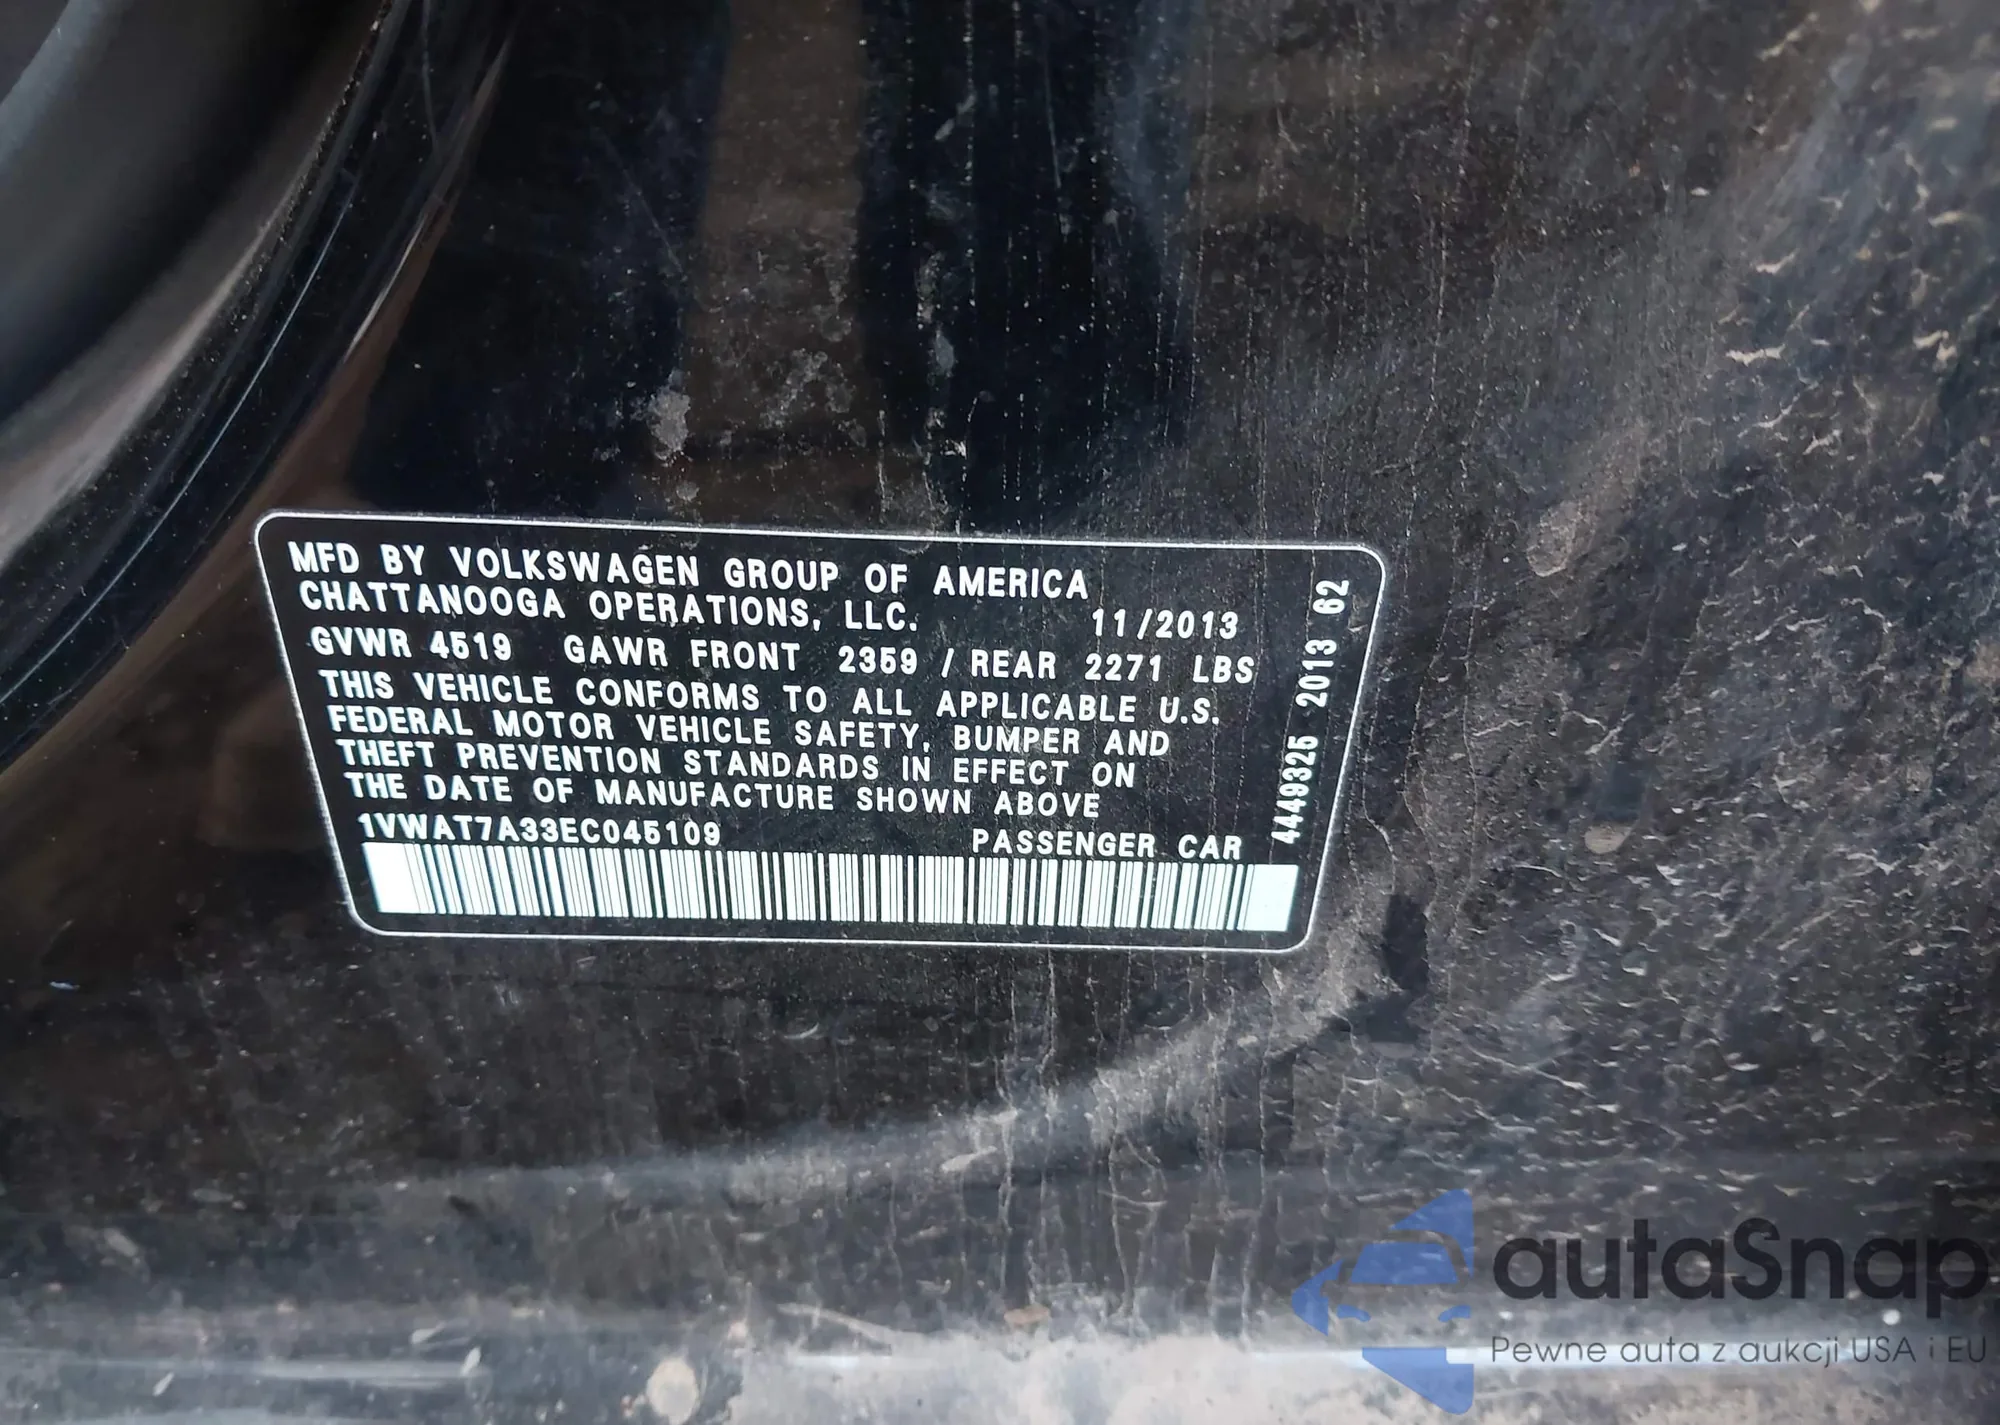 MFD BY VOLKSWAGEN GROUP OF AMERICA
CHATTANOOGA OPERATIONS, LLC. 11/2013
GVWR 4519 GAWR FRONT 2359 / REAR 2271 LBS
THIS VEHICLE CONFORMS TO ALL APPLICABLE U.S.
FEDERAL MOTOR VEHICLE SAFETY, BUMPER AND
THEFT PREVENTION STANDARDS IN EFFECT ON
THE DATE OF MANUFACTURE SHOWN ABOVE
1VWAT7A33EC045109 PASSENGER CAR
4449325 2013 62
autaSnap
Pewne auta z aukcji USA i EU